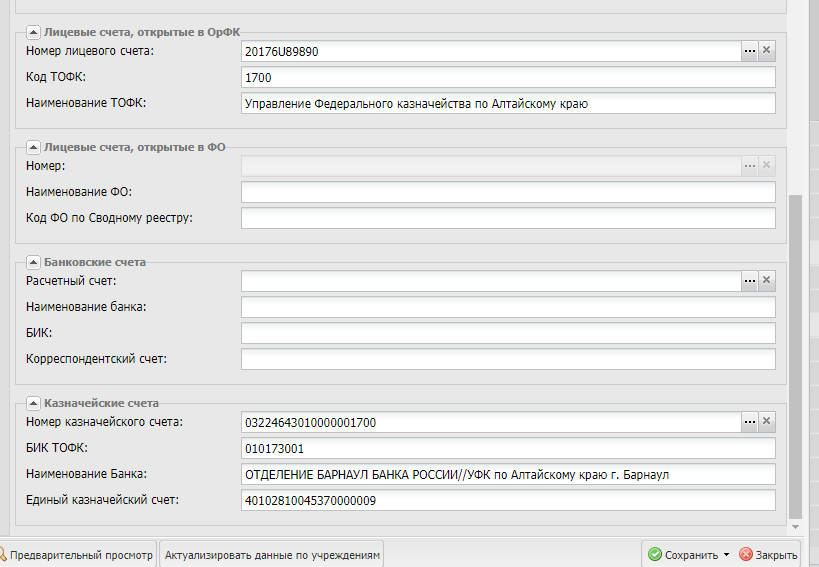 Лицевые счета, открытые в ОрФК
Номер лицевого счета: 20176U89890
Код ТОФК: 1700
Наименование ТОФК: Управление Федерального казначейства по Алтайскому краю
Лицевые счета, открытые в ФО
Номер:
Наименование ФО:
Код ФО по Сводному реестру:
Банковские счета
Расчетный счет:
Наименование банка:
БИК:
Корреспондентский счет:
Казначейские счета
Номер казначейского счета: 03224643010000001700
БИК ТОФК: 010173001
Наименование Банка: ОТДЕЛЕНИЕ БАРНАУЛ БАНКА РОССИИ//УФК по Алтайскому краю г. Барнаул
Единый казначейский счет: 40102810045370000009
Предварительный просмотр Актуализировать данные по учреждениям Сохранить Закрыть